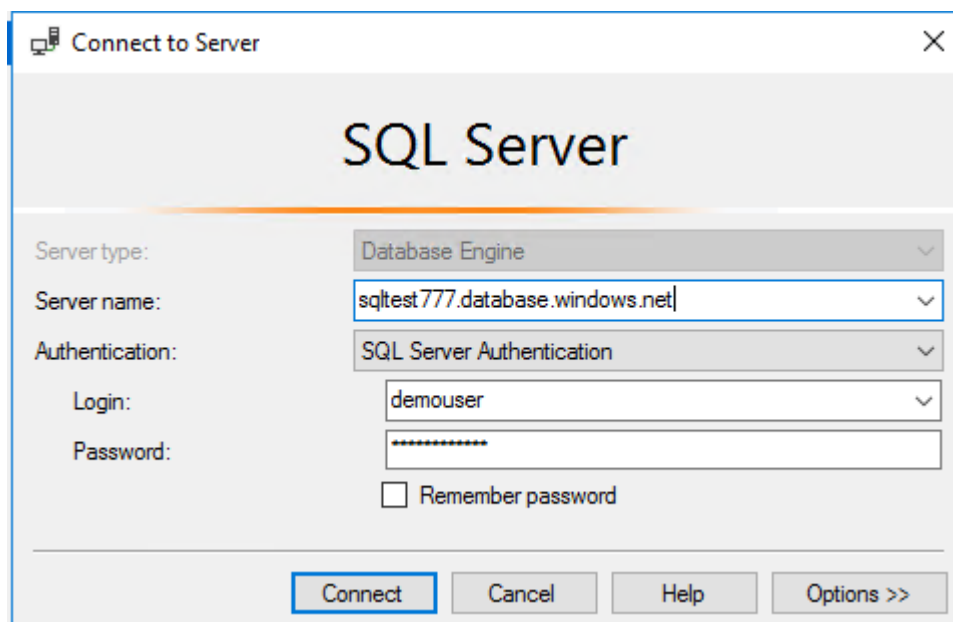 Connect to Server
SQL Server
Server type: Database Engine
Server name: sqltest777.database.windows.net
Authentication: SQL Server Authentication
Login: demouser
Password: ************
Remember password
Connect Cancel Help Options >>